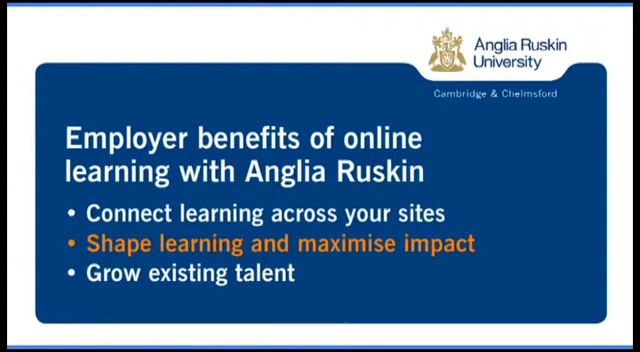 Anglia Ruskin
University
Cambridge & Chelmsford
Employer benefits of online
learning with Anglia Ruskin
• Connect learning across your sites
• Shape learning and maximise impact
• Grow existing talent